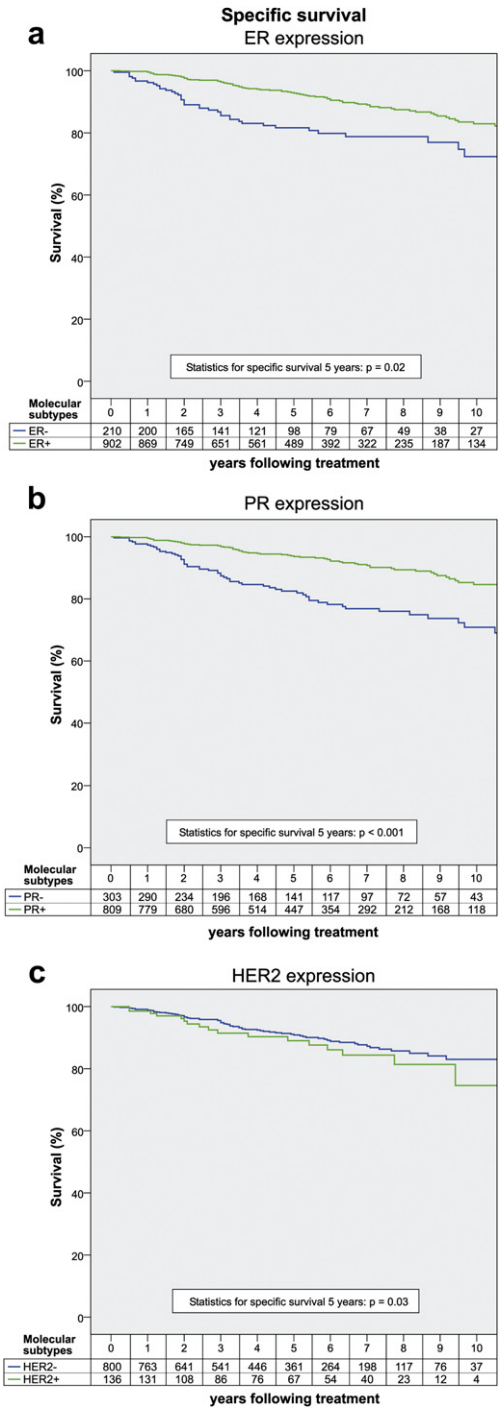 Specific survival
a
ER expression
100
80
60
40
20
0
Survival (%)
Statistics for specific survival 5 years: p = 0.02
Molecular
subtypes
0 1 2 3 4 5 6 7 8 9 10
ER- 210 200 165 141 121 98 79 67 49 38 27
ER+ 902 869 749 651 561 489 392 322 235 187 134
years following treatment
b
PR expression
100
80
60
40
20
0
Survival (%)
Statistics for specific survival 5 years: p < 0.001
Molecular
subtypes
0 1 2 3 4 5 6 7 8 9 10
PR- 303 290 234 196 168 141 117 97 72 57 43
PR+ 809 779 680 596 514 447 354 292 212 168 118
years following treatment
c
HER2 expression
100
80
60
40
20
0
Survival (%)
Statistics for specific survival 5 years: p = 0.03
Molecular
subtypes
0 1 2 3 4 5 6 7 8 9 10
HER2- 800 763 641 541 446 361 264 198 117 76 37
HER2+ 136 131 108 86 76 67 54 40 23 12 4
years following treatment